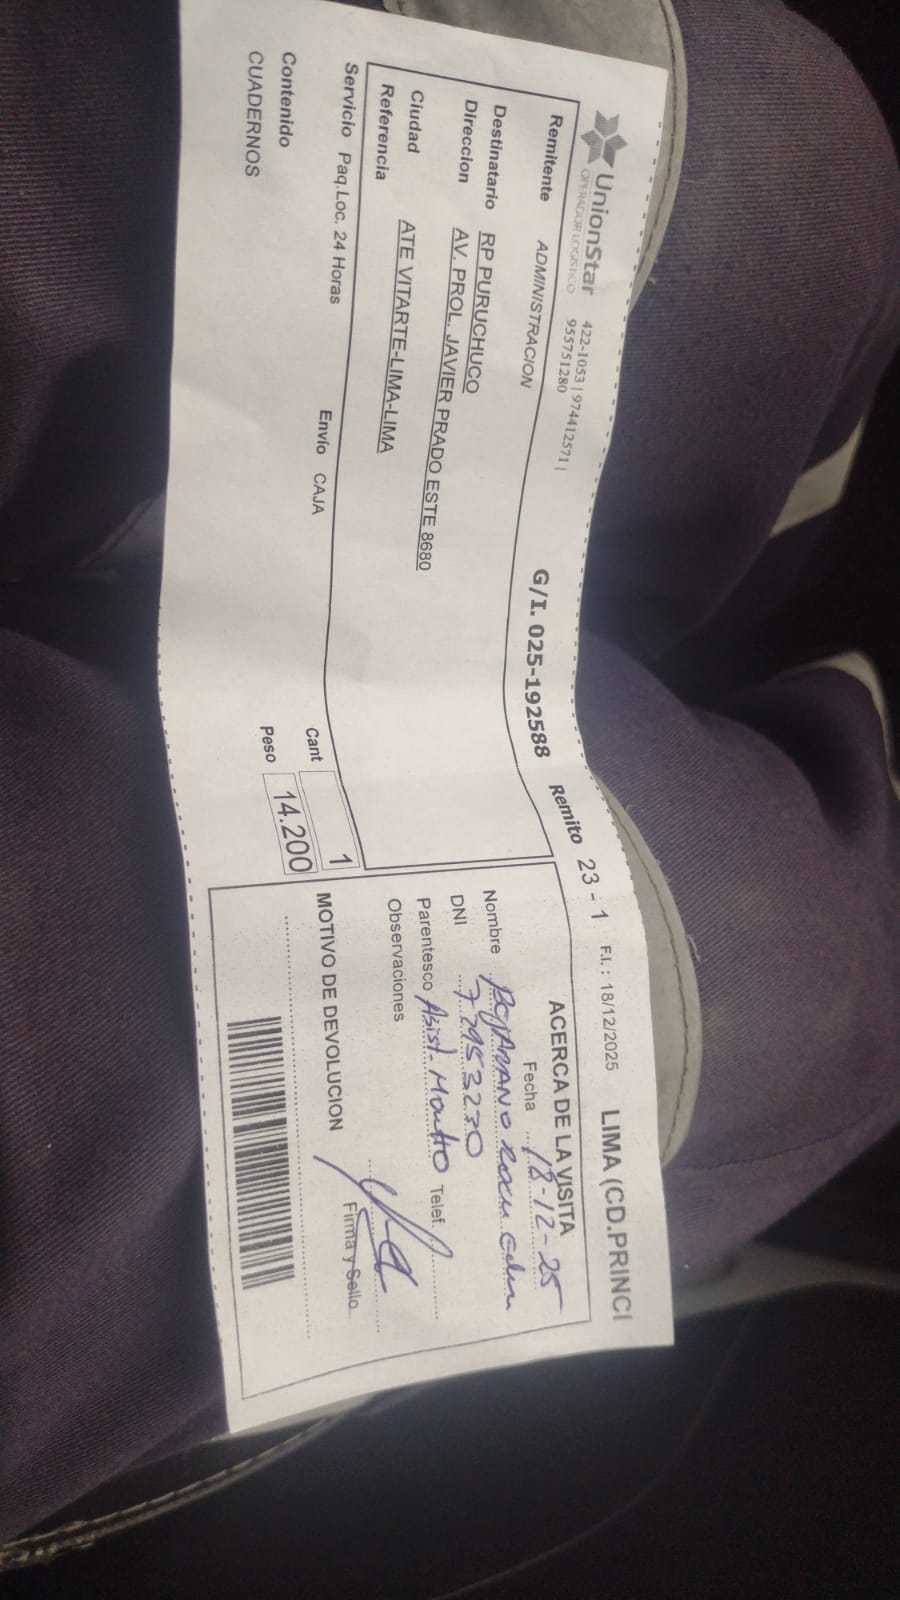 UnionStar
OPERADOR LOGISTICO
422-1053 | 974412571 |
955751280
G/I. 025-192588
Remito 23 - 1 F.I.: 18/12/2025 LIMA (CD.PRINCI
Remitente ADMINISTRACION
Destinatario RP PURUCHUCO
Direccion AV. PROL. JAVIER PRADO ESTE 8680
Ciudad ATE VITARTE-LIMA-LIMA
Referencia
Servicio Paq.Loc. 24 Horas Envío CAJA Cant 1
Contenido Peso 14.200
CUADERNOS
ACERCA DE LA VISITA
Fecha 18-12-25
Nombre
DNI 72953230
Parentesco Asist- Telef.
Observaciones
Firma y Sello
MOTIVO DE DEVOLUCION